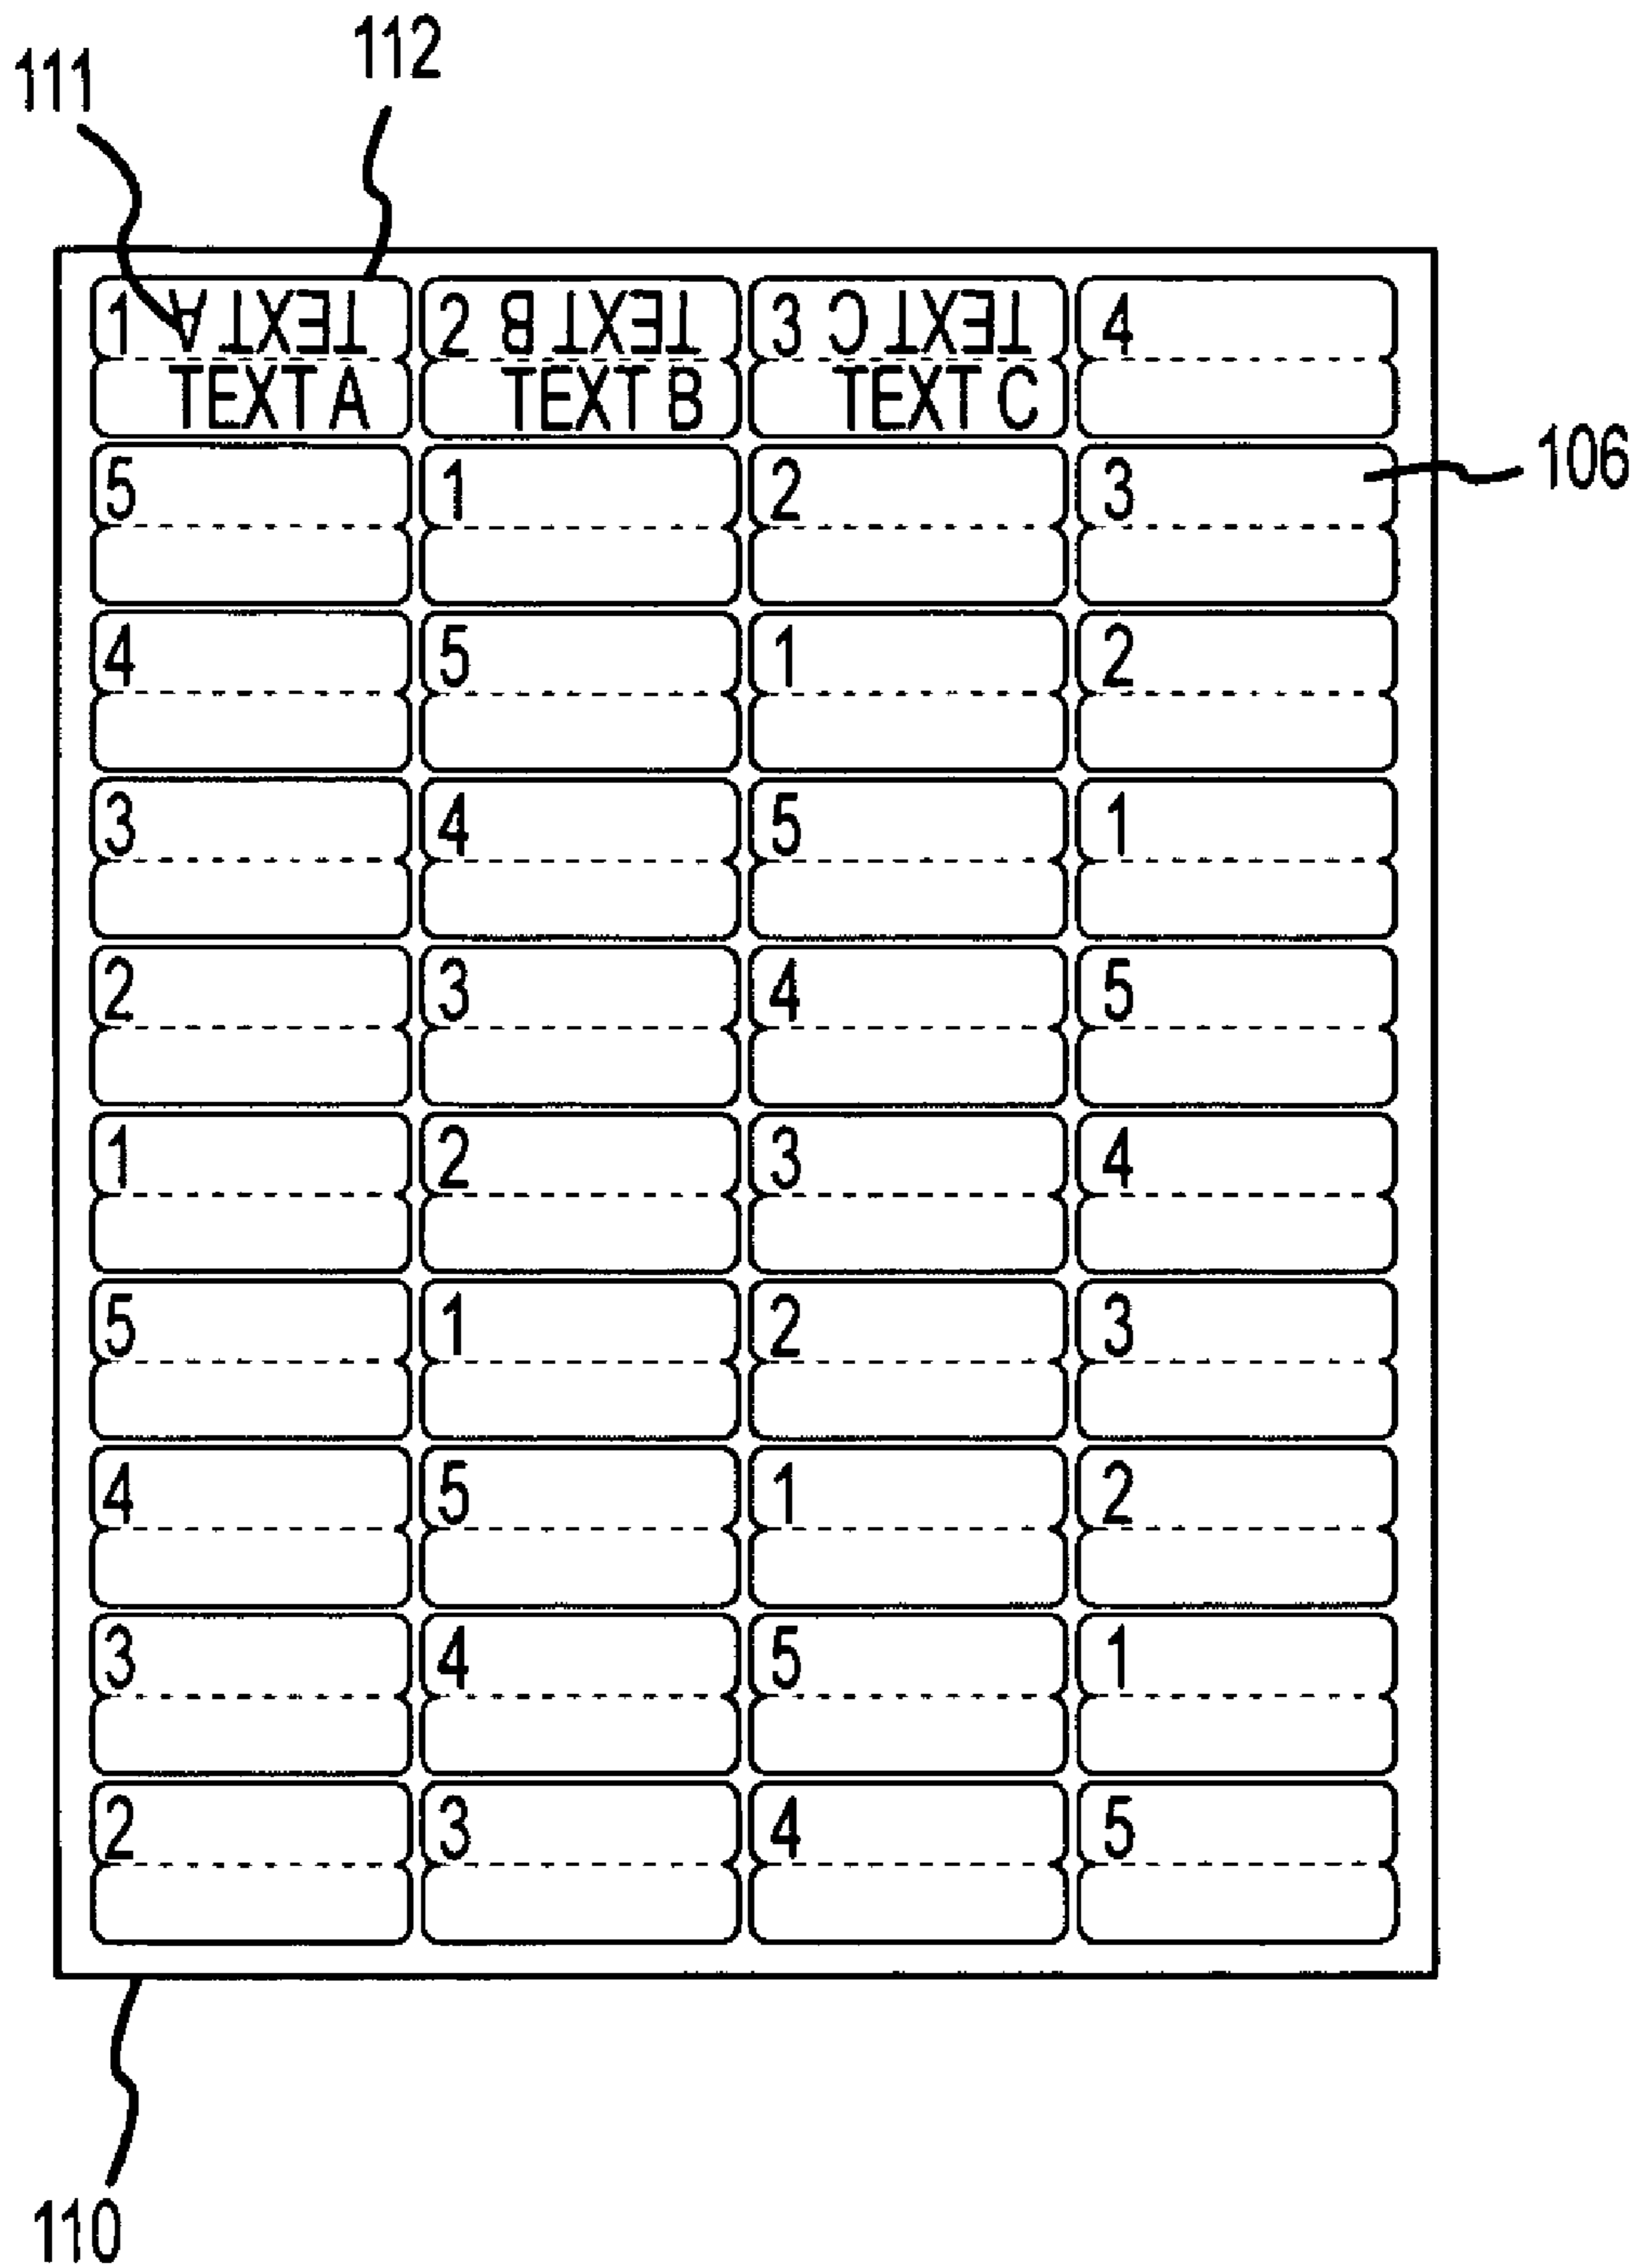 112
111
1 TEXT A 2 TEXT B 3 TEXT C 4
TEXT A TEXT B TEXT C
5 1 2 3
106
4 5 1 2
3 4 5 1
2 3 4 5
1 2 3 4
5 1 2 3
4 5 1 2
3 4 5 1
2 3 4 5
110